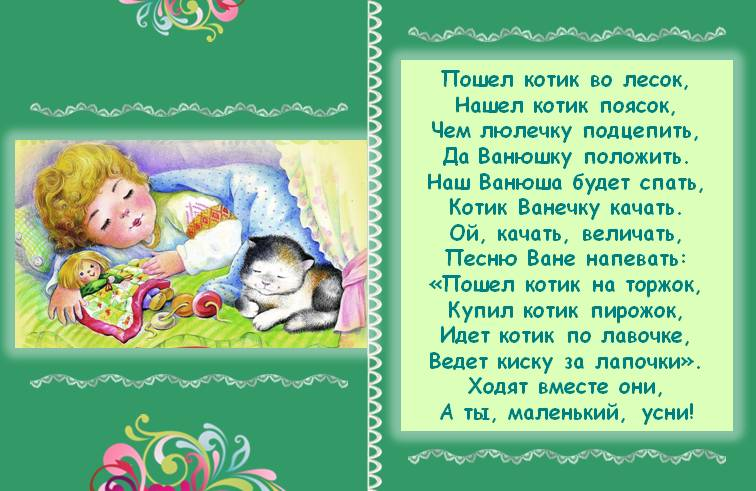 Пошел котик во лесок,
Нашел котик поясок,
Чем люлечку подцепить,
Да Ванюшку положить.
Наш Ванюша будет спать,
Котик Ванечку качать.
Ой, качать, величать,
Песню Ване напевать:
«Пошел котик на торжок,
Купил котик пирожок,
Идет котик по лавочке,
Ведет киску за лапочки».
Ходят вместе они,
А ты, маленький, усни!